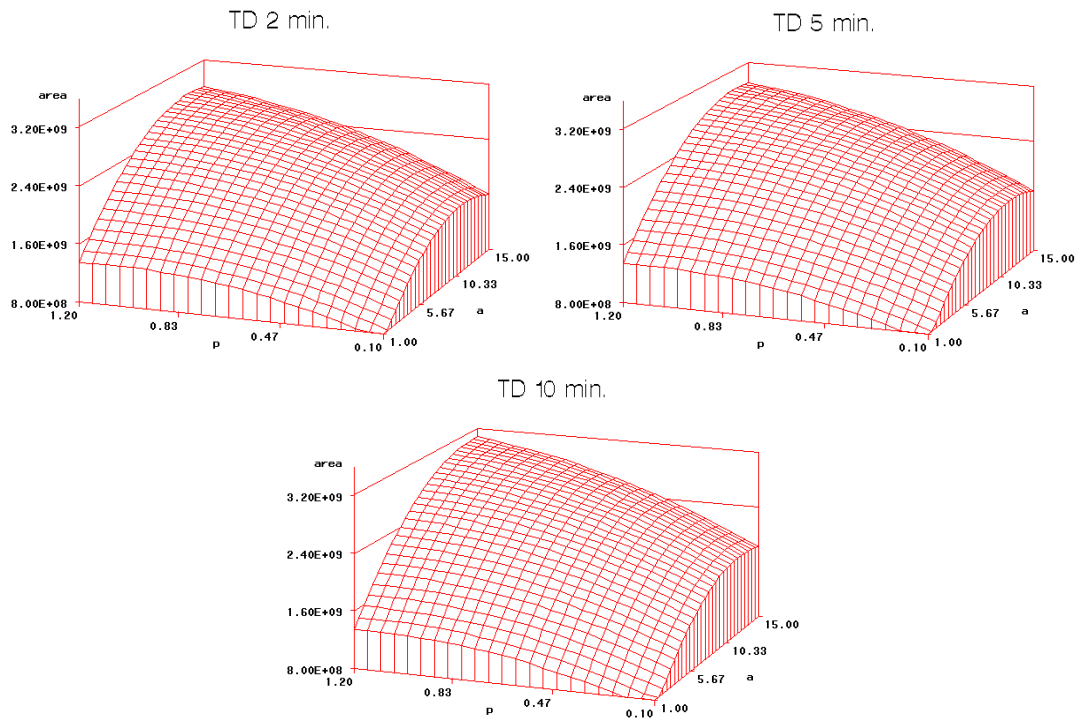 TD 2 min.
area
3.20E+09
2.40E+09
1.60E+09
8.00E+08
1.20
0.83
p
0.47
0.10
1.00
5.67
a
10.33
15.00
TD 5 min.
area
3.20E+09
2.40E+09
1.60E+09
8.00E+08
1.20
0.83
p
0.47
0.10
1.00
5.67
a
10.33
15.00
TD 10 min.
area
3.20E+09
2.40E+09
1.60E+09
8.00E+08
1.20
0.83
p
0.47
0.10
1.00
5.67
a
10.33
15.00